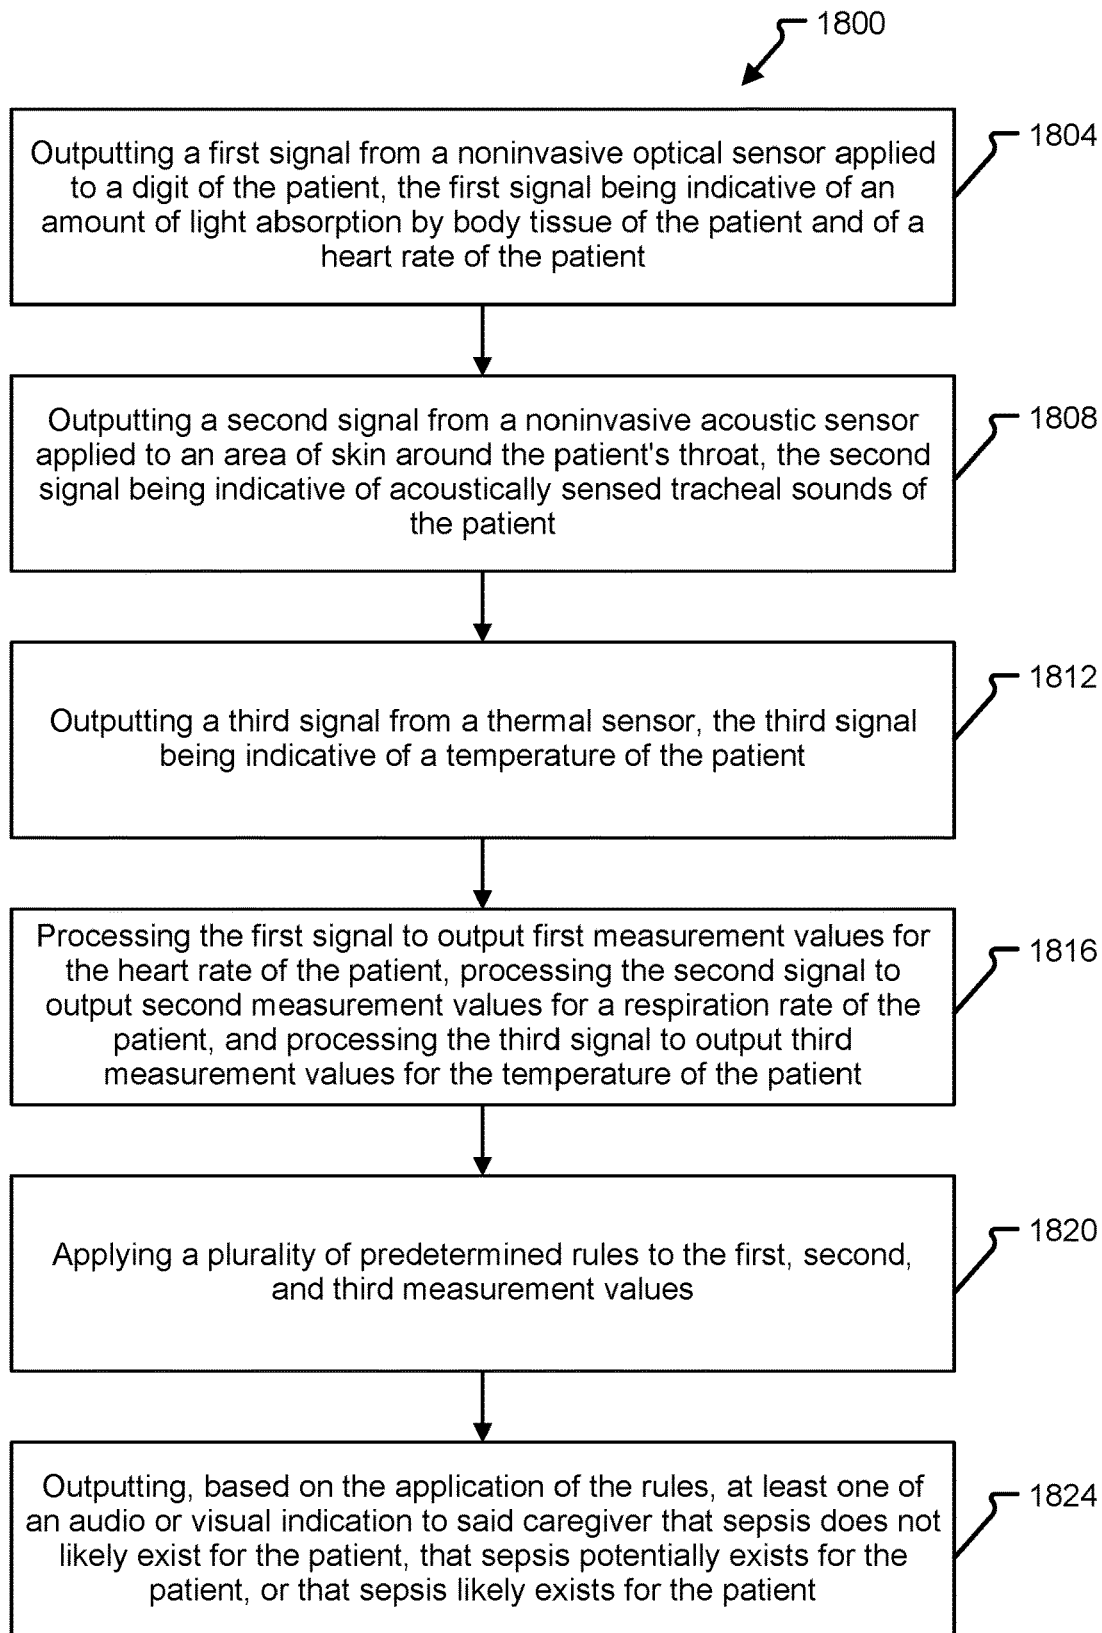 1800
Outputting a first signal from a noninvasive optical sensor applied
to a digit of the patient, the first signal being indicative of an
amount of light absorption by body tissue of the patient and of a
heart rate of the patient
1804
Outputting a second signal from a noninvasive acoustic sensor
applied to an area of skin around the patient's throat, the second
signal being indicative of acoustically sensed tracheal sounds of
the patient
1808
Outputting a third signal from a thermal sensor, the third signal
being indicative of a temperature of the patient
1812
Processing the first signal to output first measurement values for
the heart rate of the patient, processing the second signal to
output second measurement values for a respiration rate of the
patient, and processing the third signal to output third
measurement values for the temperature of the patient
1816
Applying a plurality of predetermined rules to the first, second,
and third measurement values
1820
Outputting, based on the application of the rules, at least one of
an audio or visual indication to said caregiver that sepsis does not
likely exist for the patient, that sepsis potentially exists for the
patient, or that sepsis likely exists for the patient
1824